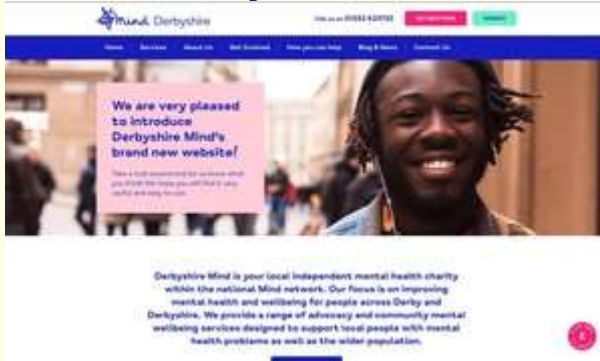 Mind Derbyshire
Home Services About Us Get Involved How you can help Blog & News Contact Us
We are very pleased
to introduce
Derbyshire Mind's
brand new website!
Derbyshire Mind is your local independent mental health charity
within the national Mind network. Our focus is on improving
mental health and wellbeing for people across Derby and
Derbyshire. We provide a range of advocacy and community mental
wellbeing services designed to support local people with mental
health problems as well as the wider population.